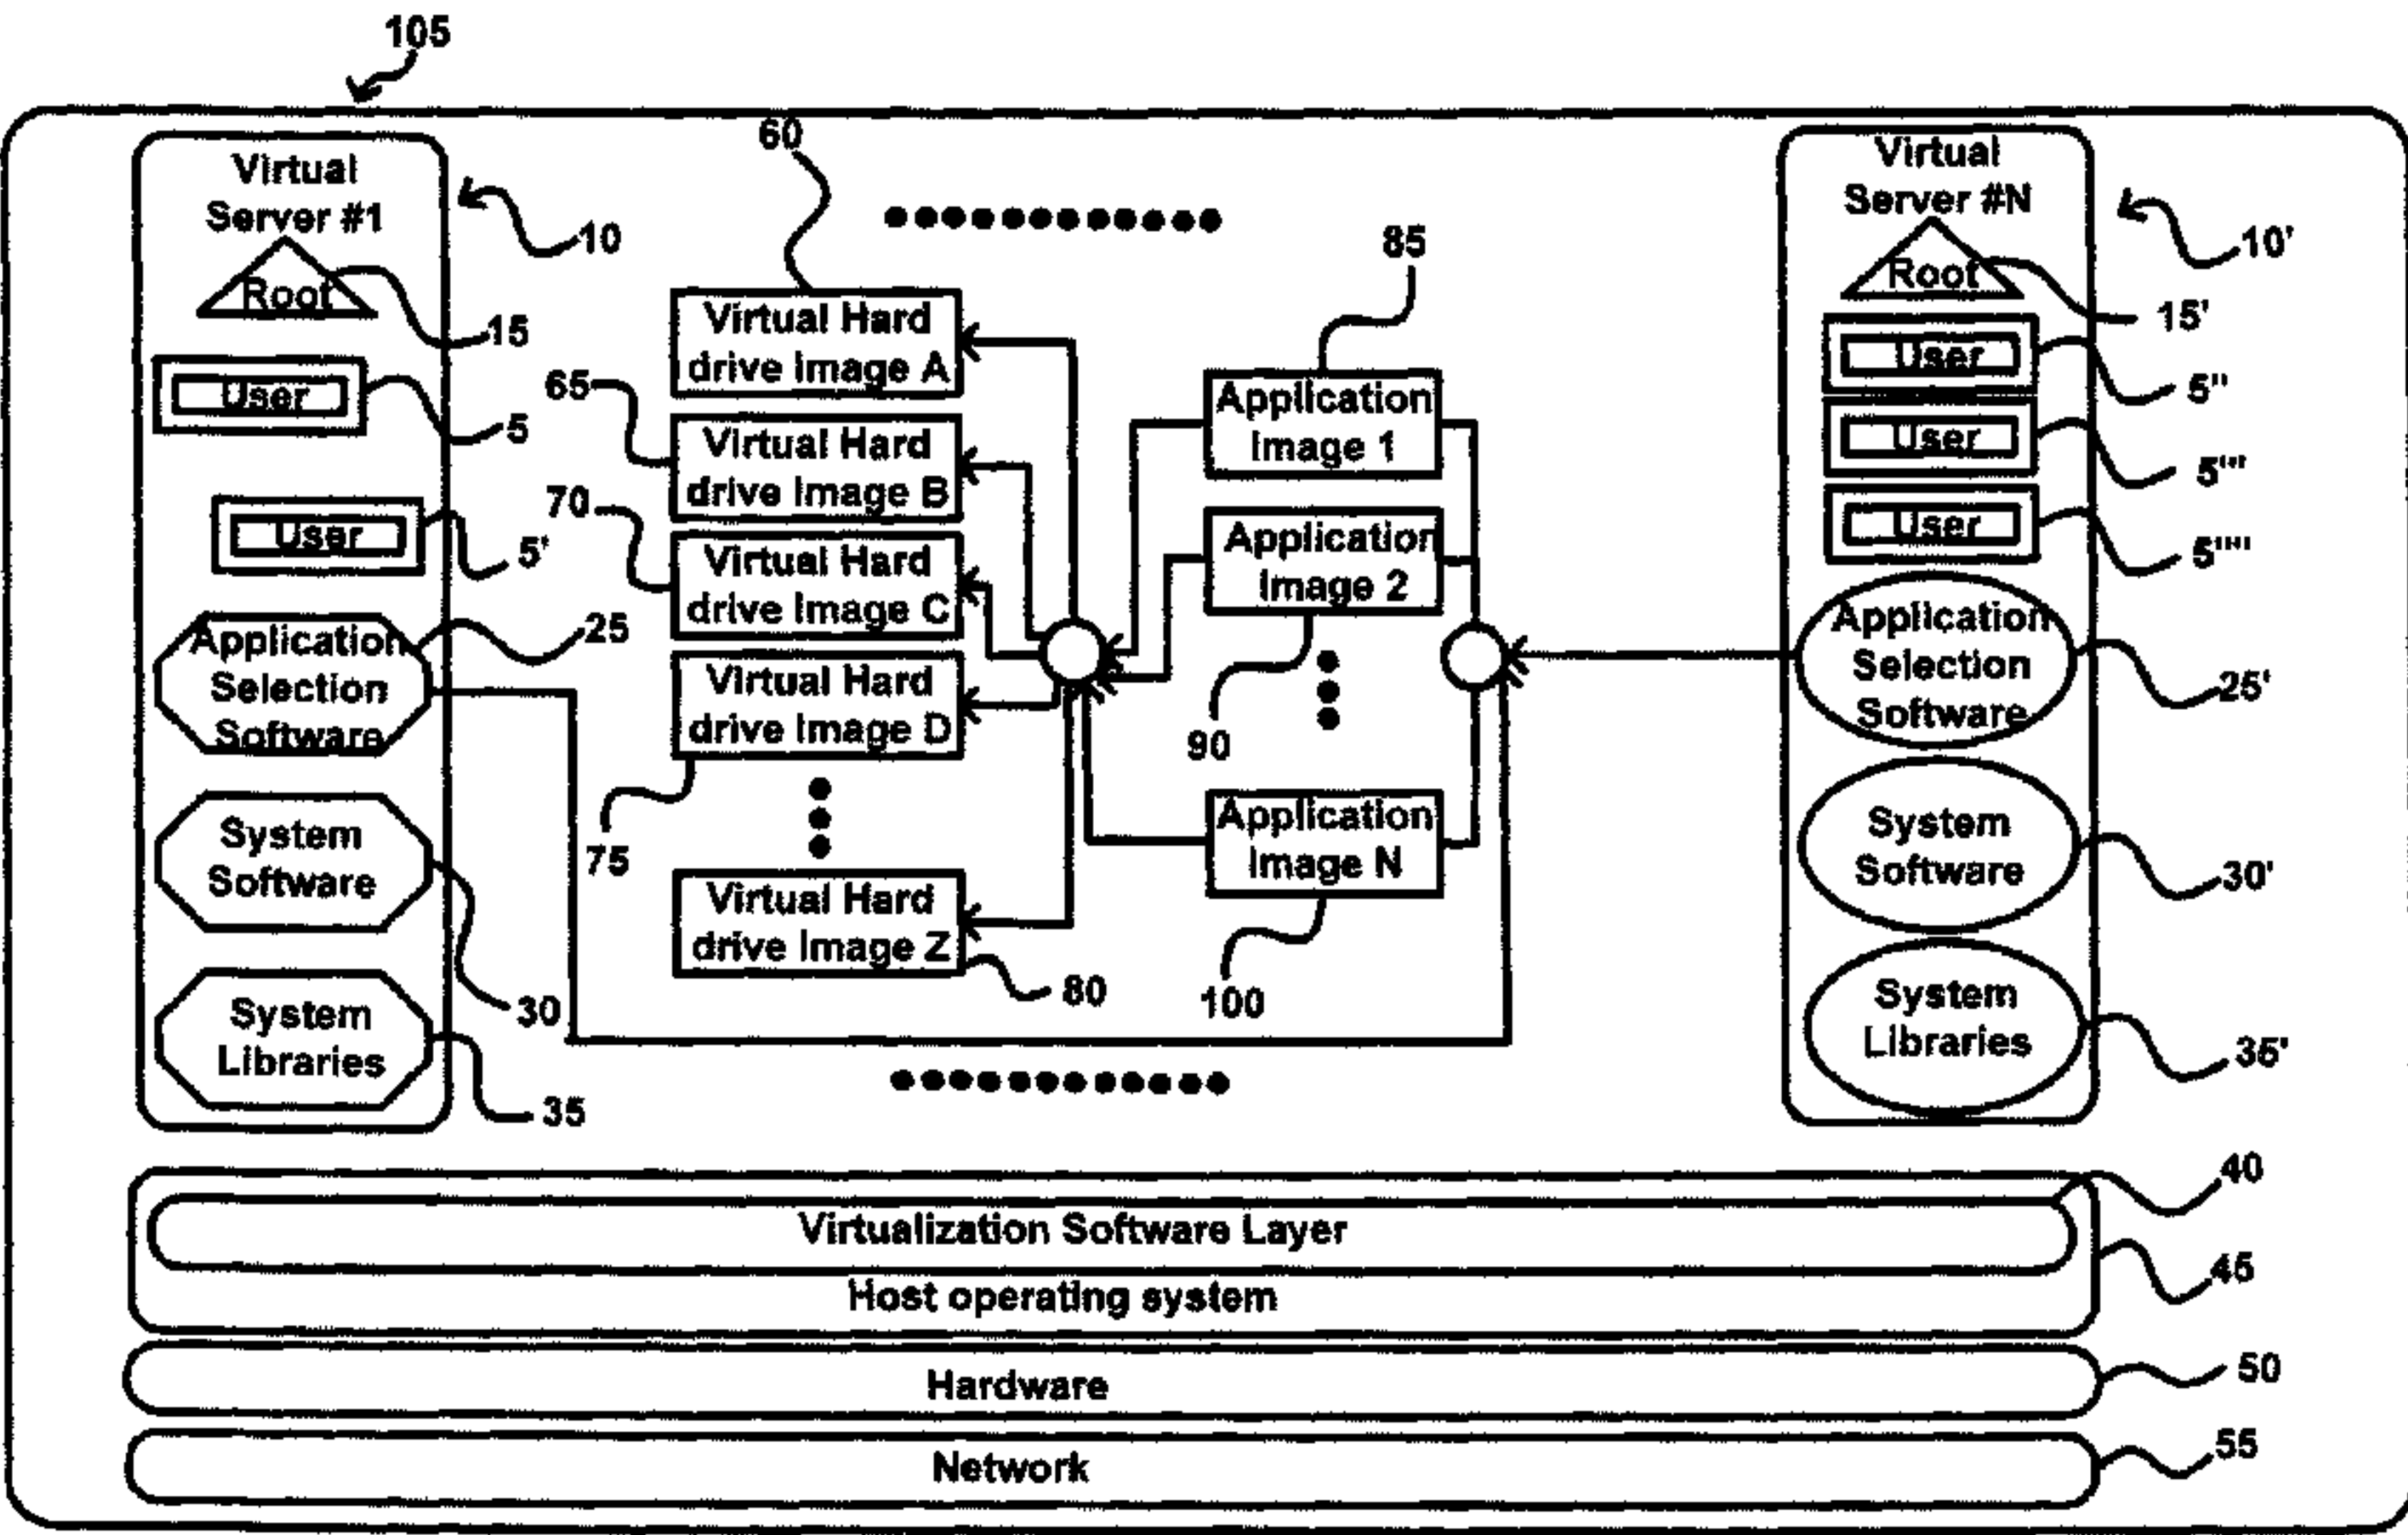 105
Virtual
Server #1
10
Root
15
User
5
User
5'
Application
Selection
Software
25
System
Software
30
System
Libraries
35
60
Virtual Hard
drive Image A
65
Virtual Hard
drive Image B
70
Virtual Hard
drive Image C
Virtual Hard
drive Image D
75
Virtual Hard
drive Image Z
80
85
Application
Image 1
Application
Image 2
90
Application
Image N
100
Virtual
Server #N
10'
Root
15'
User
5''
User
5'''
User
5''''
Application
Selection
Software
25'
System
Software
30'
System
Libraries
35'
Virtualization Software Layer
40
Host operating system
45
Hardware
50
Network
55